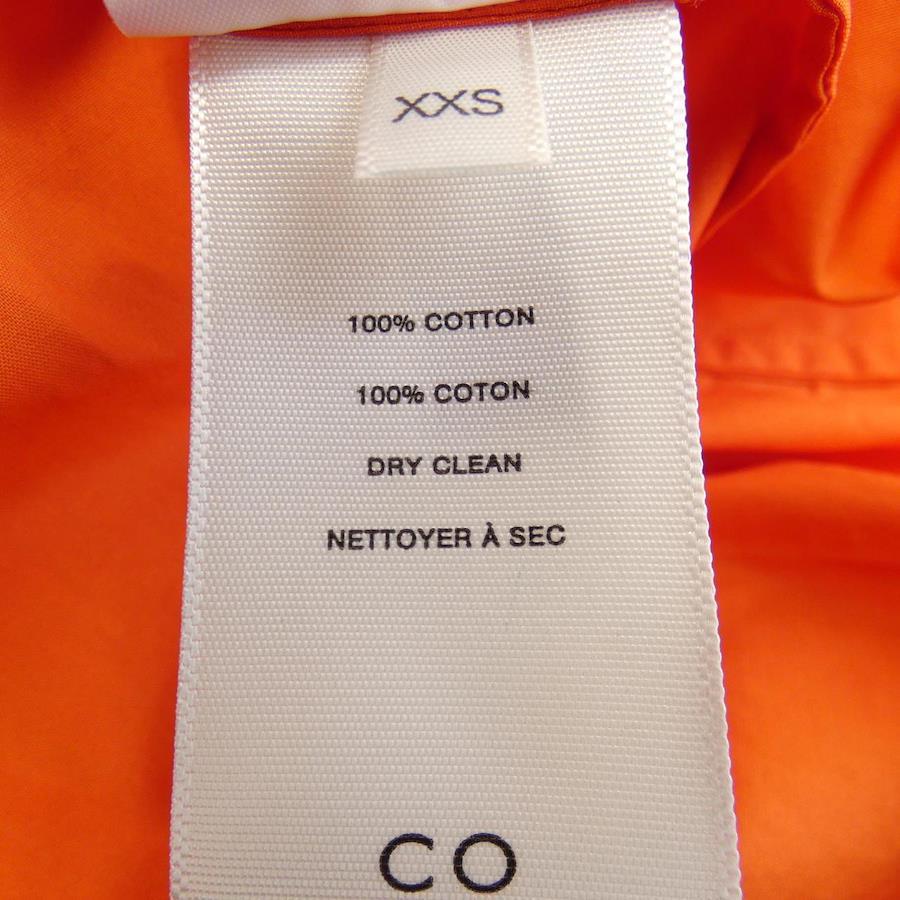 XXS
100% COTTON
100% COTON
DRY CLEAN
NETTOYER À SEC
CO